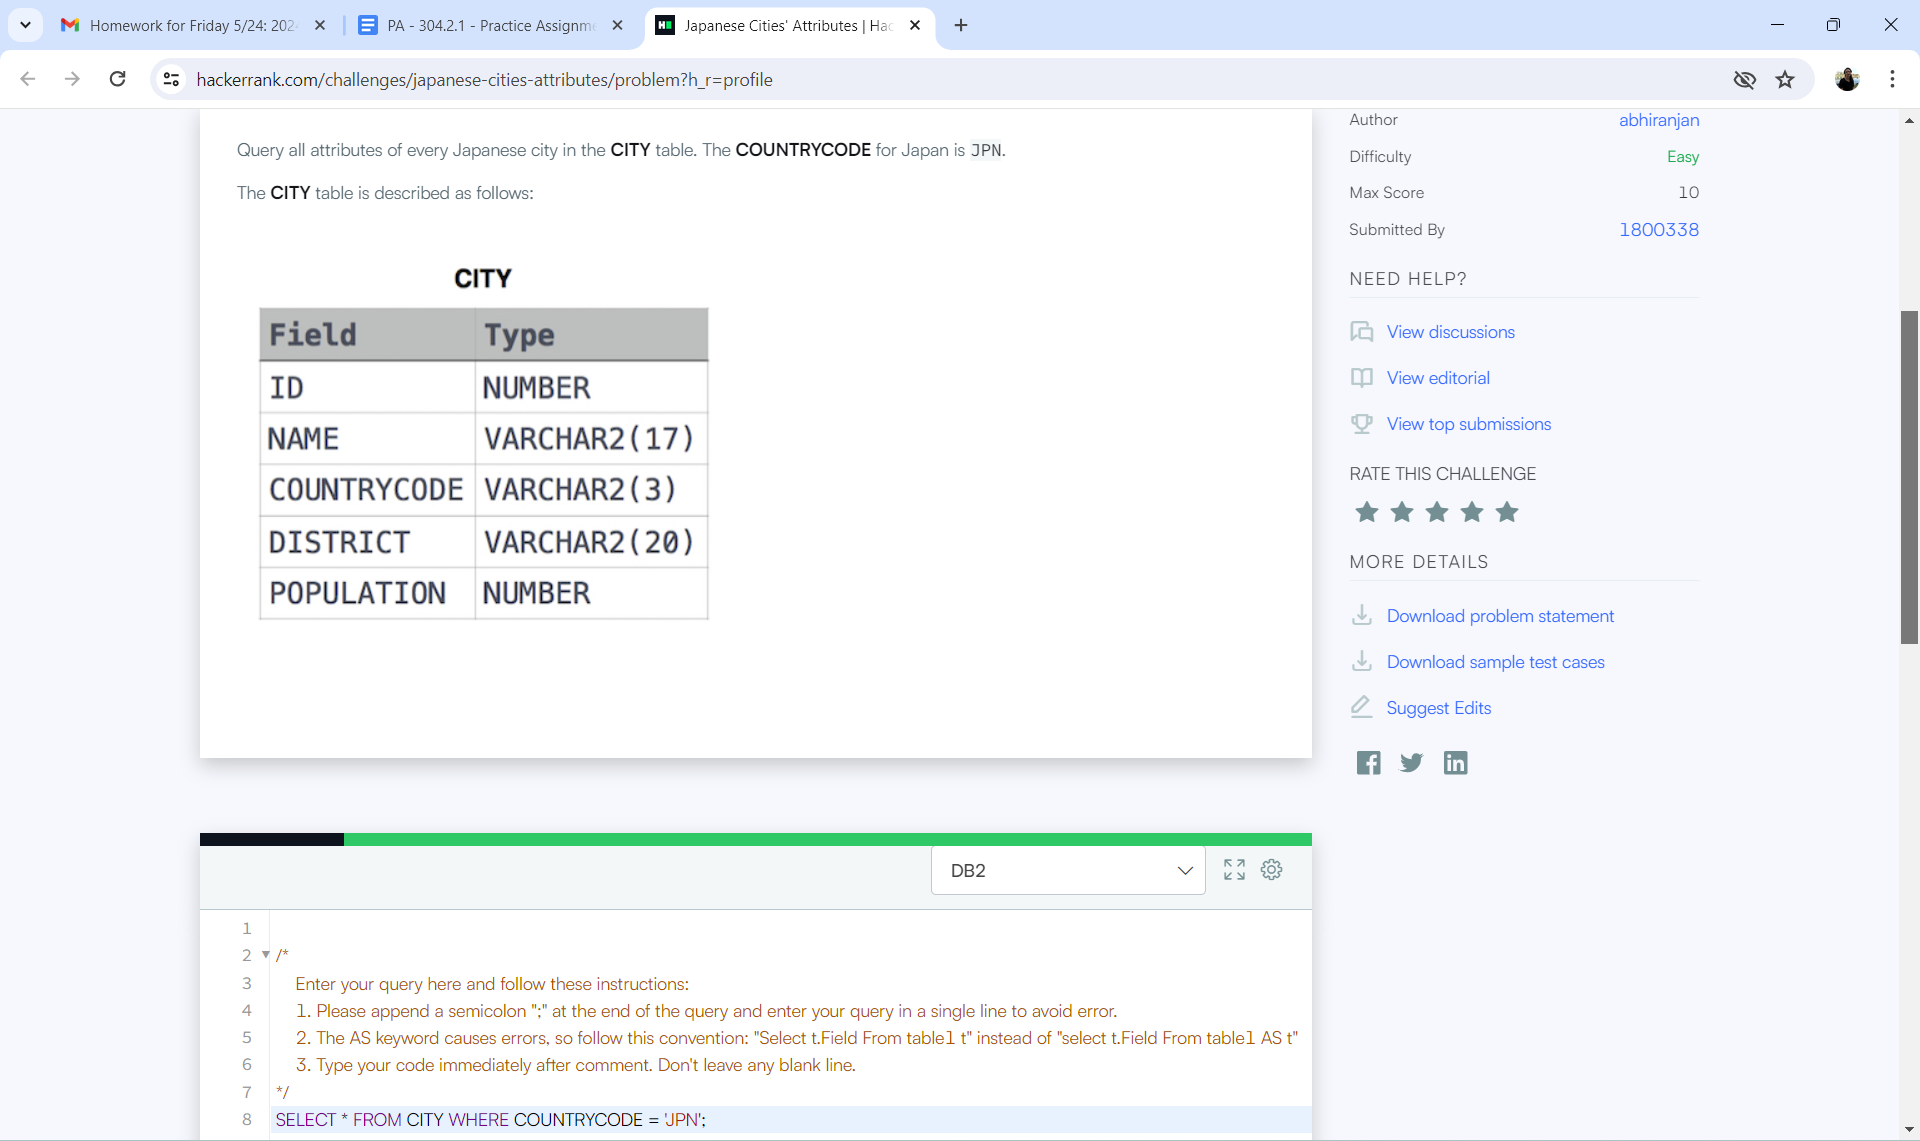 Homework for Friday 5/24: 202
PA - 304.2.1 - Practice Assignme
Japanese Cities' Attributes | Hac
hackerrank.com/challenges/japanese-cities-attributes/problem?h_r=profile
Query all attributes of every Japanese city in the CITY table. The COUNTRYCODE for Japan is JPN.
The CITY table is described as follows:
CITY
Field Type
ID NUMBER
NAME VARCHAR2(17)
COUNTRYCODE VARCHAR2(3)
DISTRICT VARCHAR2(20)
POPULATION NUMBER
Author abhiranjan
Difficulty Easy
Max Score 10
Submitted By 1800338
NEED HELP?
View discussions
View editorial
View top submissions
RATE THIS CHALLENGE
MORE DETAILS
Download problem statement
Download sample test cases
Suggest Edits
DB2
1
2 /*
3 Enter your query here and follow these instructions:
4 1. Please append a semicolon ";" at the end of the query and enter your query in a single line to avoid error.
5 2. The AS keyword causes errors, so follow this convention: "Select t.Field From table1 t" instead of "select t.Field From table1 AS t"
6 3. Type your code immediately after comment. Don't leave any blank line.
7 */
8 SELECT * FROM CITY WHERE COUNTRYCODE = 'JPN';